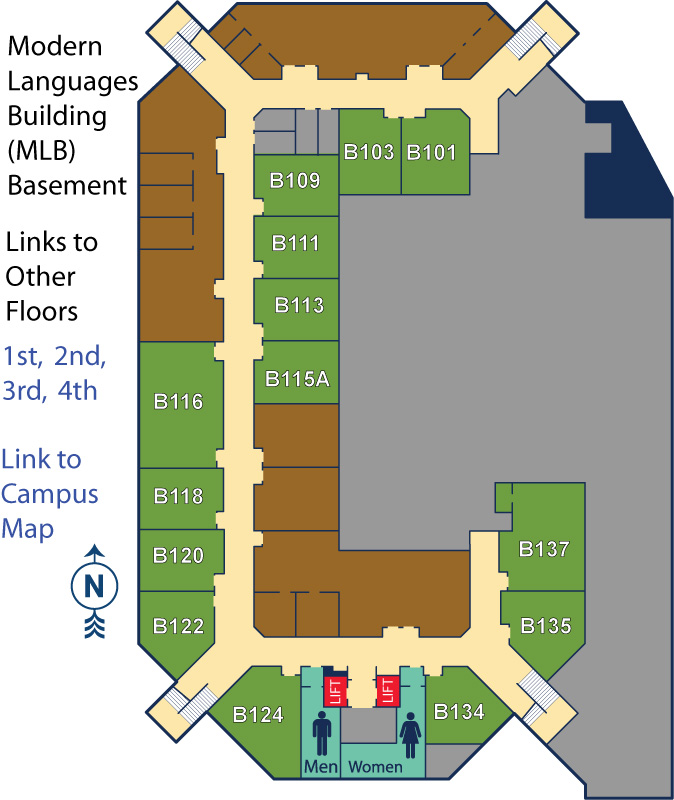 Modern
Languages
Building
(MLB)
Basement
Links to
Other
Floors
1st, 2nd,
3rd, 4th
Link to
Campus
Map
N
B103
B101
B109
B111
B113
B115A
B116
B118
B120
B122
B137
B135
B124
LIFT
LIFT
B134
Men
Women